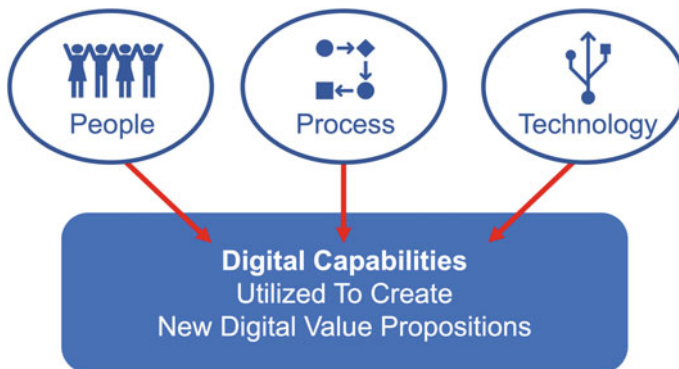 People
Process
Technology
Digital Capabilities
Utilized To Create
New Digital Value Propositions